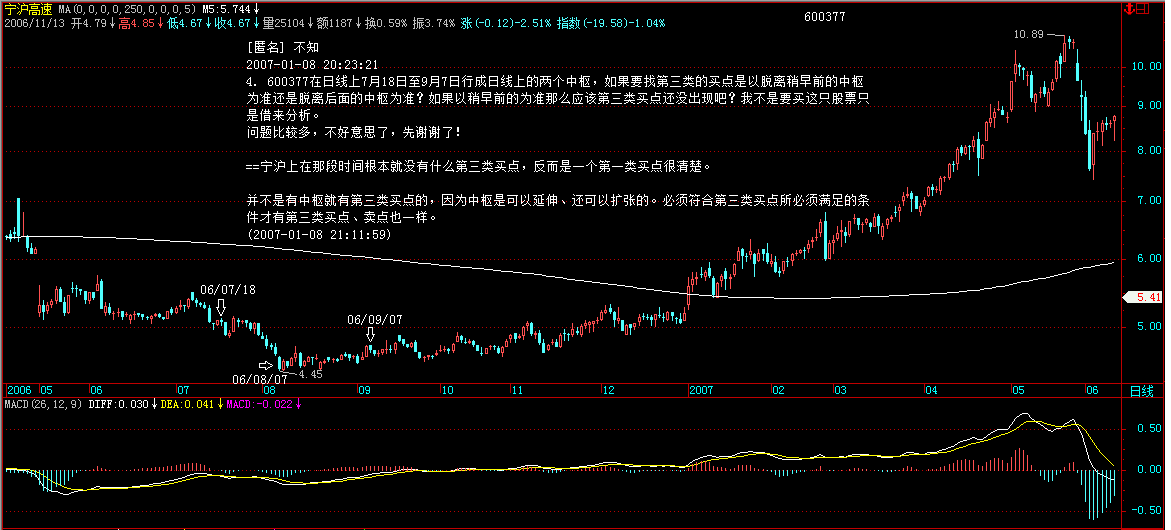 宁沪高速 MA(0,0,0,0,250,0,0,0,5) M5:5.744↓
2006/11/13 开4.79↓高4.85↓低4.67↓收4.67↓量25104↓额1187↓换0.59% 振3.74% 涨(-0.12)-2.51% 指数(-19.58)-1.04%
600377
[匿名] 不知
2007-01-08 20:23:21
4. 600377在日线上7月18日至9月7日行成日线上的两个中枢，如果要找第三类的买点是以脱离稍早前的中枢
为准还是脱离后面的中枢为准？如果以稍早前的为准那么应该第三类买点还没出现吧？我不是要买这只股票只
是借来分析。
问题比较多，不好意思了，先谢谢了！
==宁沪上在那段时间根本就没有什么第三类买点，反而是一个第一类买点很清楚。
并不是有中枢就有第三类买点的，因为中枢是可以延伸、还可以扩张的。必须符合第三类买点所必须满足的条
件才有第三类买点、卖点也一样。
(2007-01-08 21:11:59)
10.89
10.00
9.00
8.00
7.00
6.00
5.41
5.00
06/07/18
06/09/07
06/08/07
4.45
2006 05 06 07 08 09 10 11 12 2007 02 03 04 05 06 日线
MACD(26,12,9) DIFF:0.030↓DEA:0.041↓MACD:-0.022↓
0.50
0.00
-0.50